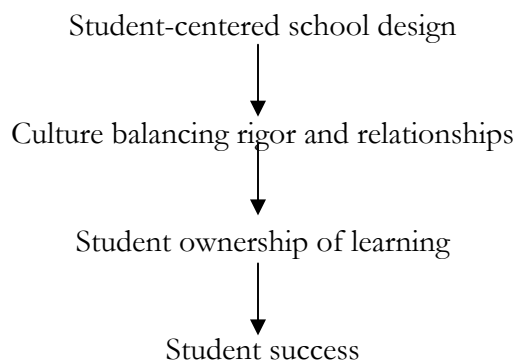 Student-centered school design
Culture balancing rigor and relationships
Student ownership of learning
Student success